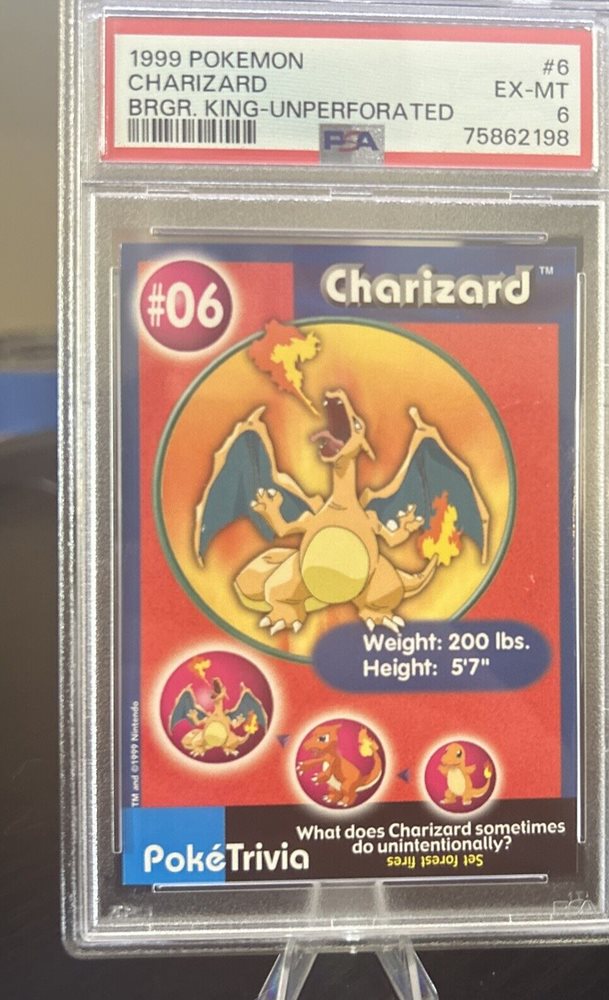 1999 POKEMON #6
CHARIZARD EX-MT
BRGR. KING-UNPERFORATED 6
PSA 75862198
#06
Charizard™
Weight: 200 lbs.
Height: 5'7"
TM and ©1999 Nintendo
What does Charizard sometimes
do unintentionally?
Set forest fires
PokéTrivia
PSA